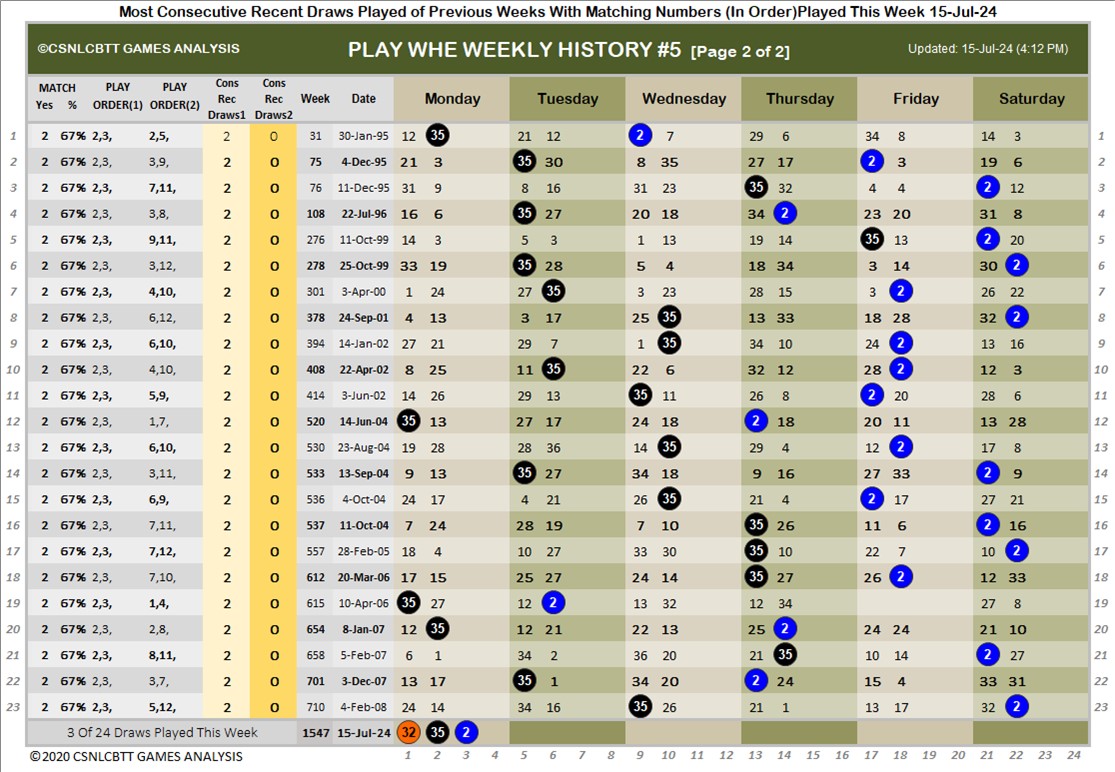 Most Consecutive Recent Draws Played of Previous Weeks With Matching Numbers (In Order)Played This Week 15-Jul-24
©CSNLCBTT GAMES ANALYSIS PLAY WHE WEEKLY HISTORY #5 [Page 2 of 2] Updated: 15-Jul-24 (4:12 PM)
MATCH PLAY PLAY Cons Cons
Yes % ORDER(1) ORDER(2) Rec Rec Week Date Monday Tuesday Wednesday Thursday Friday Saturday
Draws1 Draws2
1 2 67% 2,3, 2,5, 2 0 31 30-Jan-95 12 35 21 12 2 7 29 6 34 8 14 3 1
2 2 67% 2,3, 3,9, 2 0 75 4-Dec-95 21 3 35 30 8 35 27 17 2 3 19 6 2
3 2 67% 2,3, 7,11, 2 0 76 11-Dec-95 31 9 8 16 31 23 35 32 4 4 2 12 3
4 2 67% 2,3, 3,8, 2 0 108 22-Jul-96 16 6 35 27 20 18 34 2 23 20 31 8 4
5 2 67% 2,3, 9,11, 2 0 276 11-Oct-99 14 3 5 3 1 13 19 14 35 13 2 20 5
6 2 67% 2,3, 3,12, 2 0 278 25-Oct-99 33 19 35 28 5 4 18 34 3 14 30 2 6
7 2 67% 2,3, 4,10, 2 0 301 3-Apr-00 1 24 27 35 3 23 28 15 3 2 26 22 7
8 2 67% 2,3, 6,12, 2 0 378 24-Sep-01 4 13 3 17 25 35 13 33 18 28 32 2 8
9 2 67% 2,3, 6,10, 2 0 394 14-Jan-02 27 21 29 7 1 35 34 10 24 2 13 16 9
10 2 67% 2,3, 4,10, 2 0 408 22-Apr-02 8 25 11 35 22 6 32 12 28 2 12 3 10
11 2 67% 2,3, 5,9, 2 0 414 3-Jun-02 14 26 29 13 35 11 26 8 2 20 28 6 11
12 2 67% 2,3, 1,7, 2 0 520 14-Jun-04 35 13 27 17 24 18 2 18 20 11 13 28 12
13 2 67% 2,3, 6,10, 2 0 530 23-Aug-04 19 28 28 36 14 35 29 4 12 2 17 8 13
14 2 67% 2,3, 3,11, 2 0 533 13-Sep-04 9 13 35 27 34 18 9 16 27 33 2 9 14
15 2 67% 2,3, 6,9, 2 0 536 4-Oct-04 24 17 4 21 26 35 21 4 2 17 27 21 15
16 2 67% 2,3, 7,11, 2 0 537 11-Oct-04 7 24 28 19 7 10 35 26 11 6 2 16 16
17 2 67% 2,3, 7,12, 2 0 557 28-Feb-05 18 4 10 27 33 30 35 10 22 7 10 2 17
18 2 67% 2,3, 7,10, 2 0 612 20-Mar-06 17 15 25 27 24 14 35 27 26 2 12 33 18
19 2 67% 2,3, 1,4, 2 0 615 10-Apr-06 35 27 12 2 13 32 12 34 27 8 19
20 2 67% 2,3, 2,8, 2 0 654 8-Jan-07 12 35 12 21 22 13 25 2 24 24 21 10 20
21 2 67% 2,3, 8,11, 2 0 658 5-Feb-07 6 1 34 2 36 20 21 35 10 14 2 27 21
22 2 67% 2,3, 3,7, 2 0 701 3-Dec-07 13 17 35 1 34 20 2 24 15 4 33 31 22
23 2 67% 2,3, 5,12, 2 0 710 4-Feb-08 24 14 34 16 35 26 21 1 13 17 32 2 23
3 Of 24 Draws Played This Week 1547 15-Jul-24 32 35 2
©2020 CSNLCBTT GAMES ANALYSIS 1 2 3 4 5 6 7 8 9 10 11 12 13 14 15 16 17 18 19 20 21 22 23 24